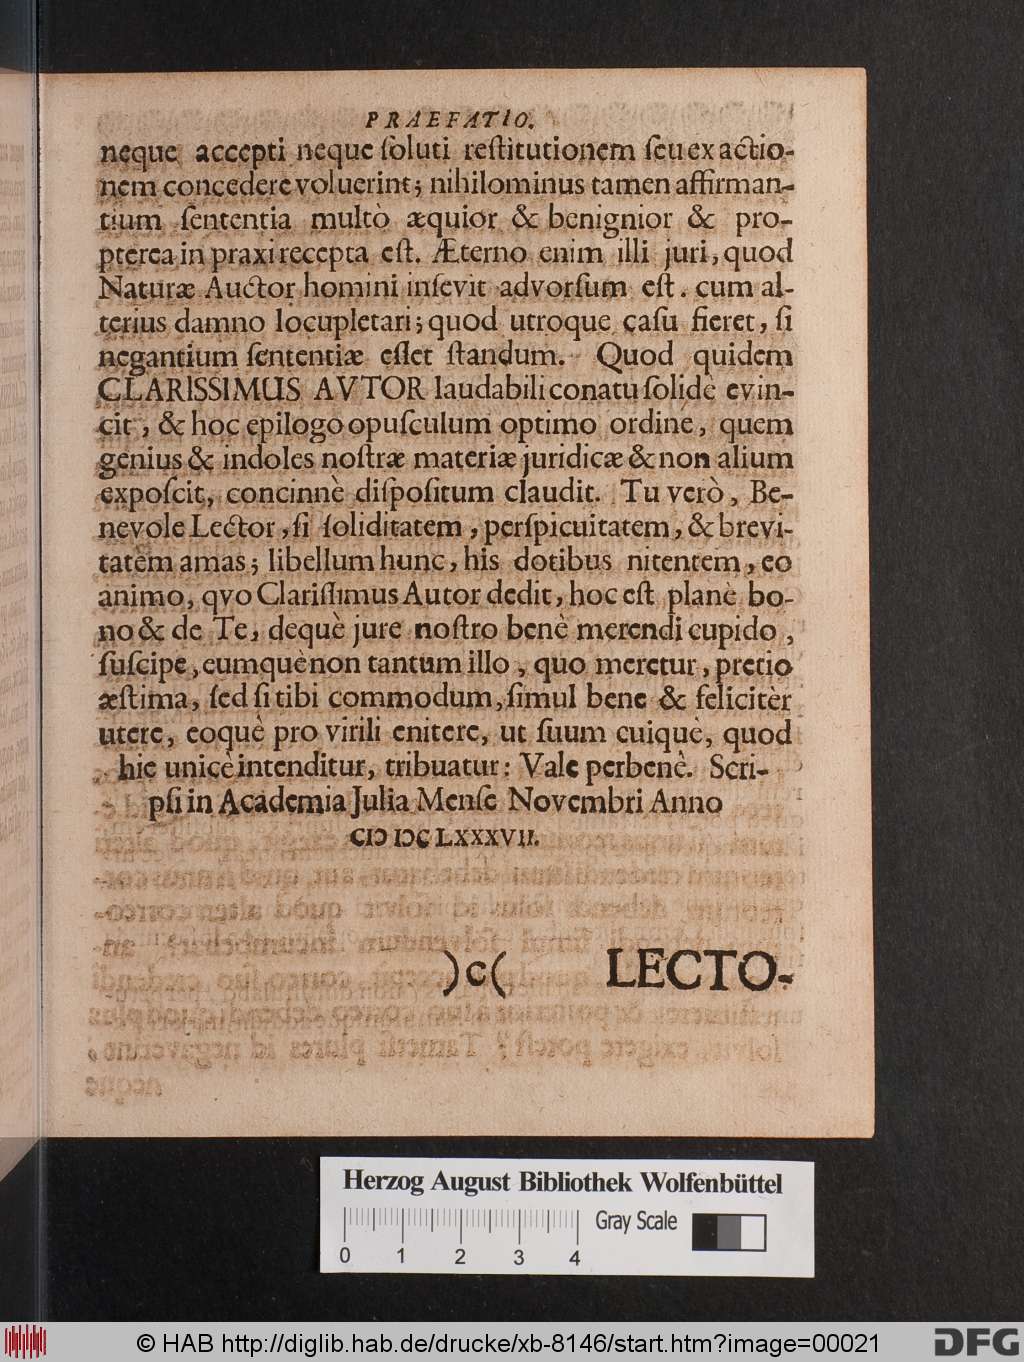 PRAEFATIO.
neque accepti neque ſoluti reſtitutionem ſeu exactio-
nem concedere voluerint; nihilominus tamen affirman-
tium ſententia multò æquior & benignior & pro-
pterea in praxi recepta eſt. Æterno enim illi juri, quod
Naturæ Auctor homini inſevit advorſum eſt. cum al-
terius damno locupletari; quod utroque caſu fieret, ſi
negantium ſententiæ eſſet ſtandum. Quod quidem
CLARISSIMUS AVTOR laudabili conatu ſolidè evin-
cit, & hoc epilogo opuſculum optimo ordine, quem
genius & indoles noſtræ materiæ juridicæ & non alium
expoſcit, concinnè diſpoſitum claudit. Tu verò, Be-
nevole Lector, ſi ſoliditatem, perſpicuitatem, & brevi-
tatem amas; libellum hunc, his dotibus nitentem, eo
animo, qvo Clariſſimus Autor dedit, hoc eſt planè bo-
no & de Te, dequè jure noſtro benè merendi cupido,
ſuſcipe, eumquè non tantum illo, quo meretur, pretio
æſtima, ſed ſi tibi commodum, ſimul bene & felicitèr
utere, eoquè pro virili enitere, ut ſuum cuiquè, quod
hic unicè intenditur, tribuatur: Vale perbenè. Scri-
pſi in Academia Julia Menſe Novembri Anno
CIↃ IↃC LXXXVII.
)c(
LECTO-
Herzog August Bibliothek Wolfenbüttel
Gray Scale
0 1 2 3 4
© HAB http://diglib.hab.de/drucke/xb-8146/start.htm?image=00021
DFG